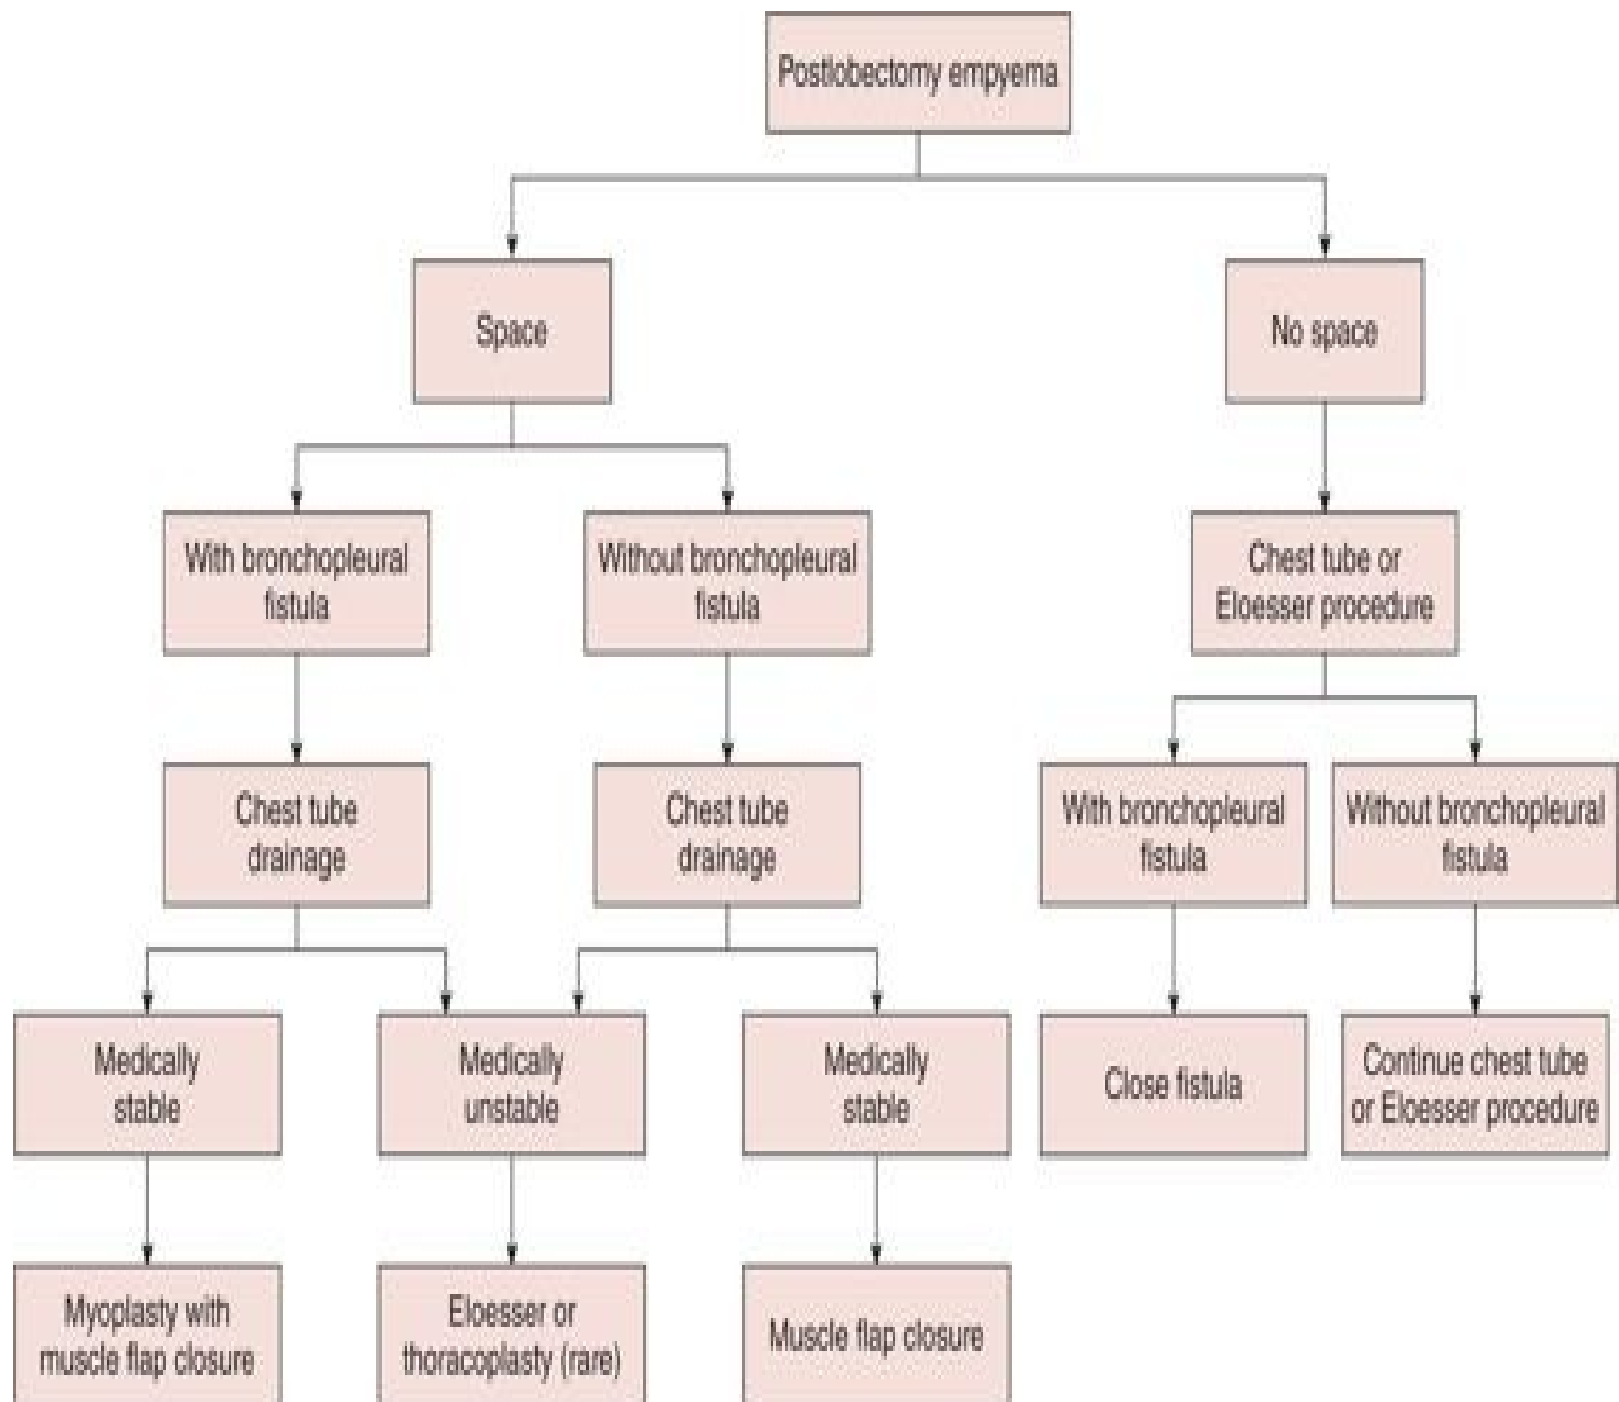 Postlobectomy empyema
Space
No space
With bronchopleural
fistula
Without bronchopleural
fistula
Chest tube or
Eloesser procedure
Chest tube
drainage
Chest tube
drainage
With bronchopleural
fistula
Without bronchopleural
fistula
Medically
stable
Medically
unstable
Medically
stable
Close fistula
Continue chest tube
or Eloesser procedure
Myoplasty with
muscle flap closure
Eloesser or
thoracoplasty (rare)
Muscle flap closure